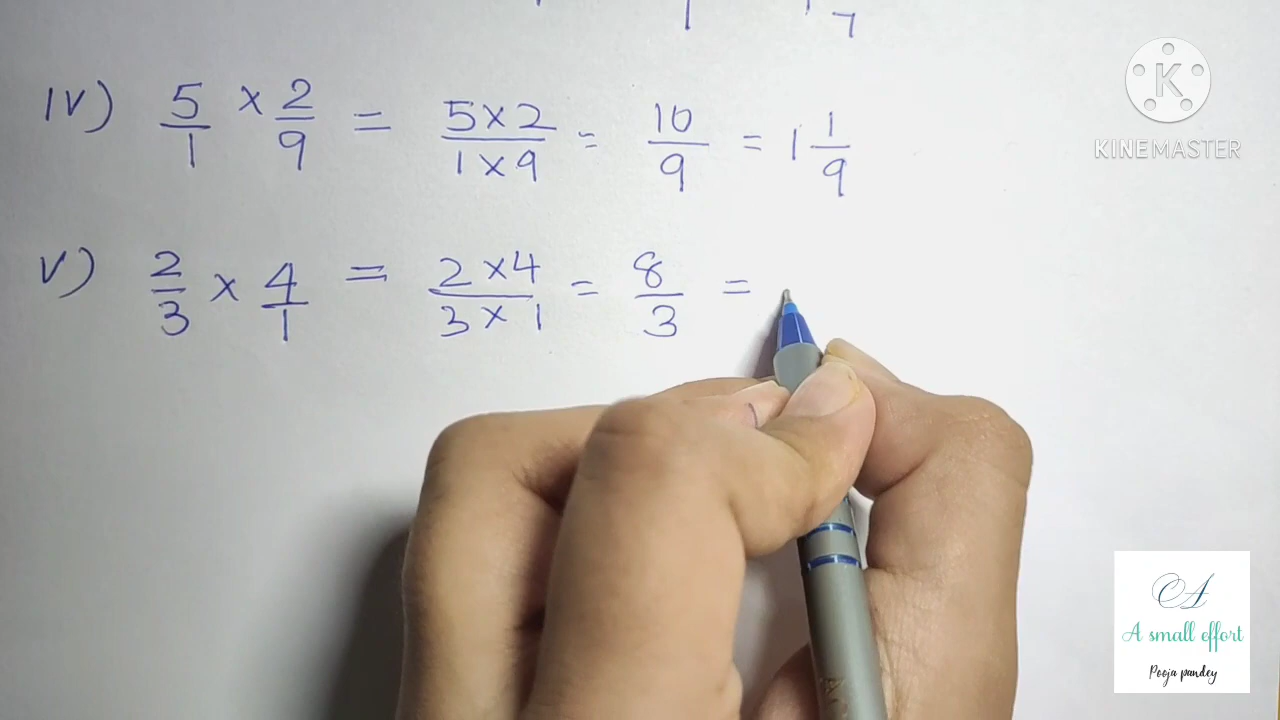 IV) 5/1 × 2/9 = 5×2/1×9 = 10/9 = 1 1/9
V) 2/3 × 4/1 = 2×4/3×1 = 8/3 =
K
KINEMASTER
A
A small effort
Pooja pandey